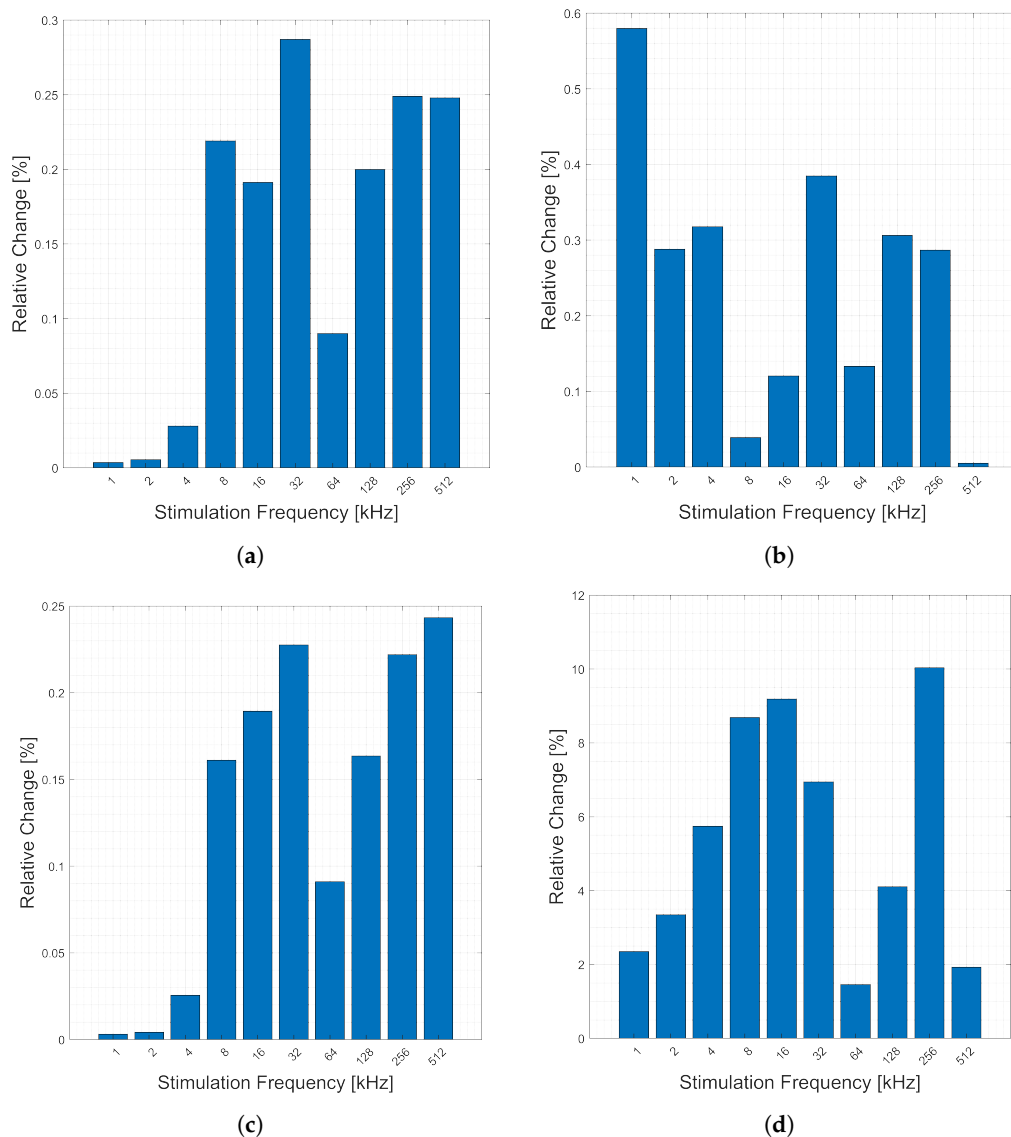 0.3
0.25
0.2
0.15
0.1
0.05
0
Relative Change [%]
1 2 4 8 16 32 64 128 256 512
Stimulation Frequency [kHz]
(a)
0.6
0.5
0.4
0.3
0.2
0.1
0
Relative Change [%]
1 2 4 8 16 32 64 128 256 512
Stimulation Frequency [kHz]
(b)
0.25
0.2
0.15
0.1
0.05
0
Relative Change [%]
1 2 4 8 16 32 64 128 256 512
Stimulation Frequency [kHz]
(c)
12
10
8
6
4
2
0
Relative Change [%]
1 2 4 8 16 32 64 128 256 512
Stimulation Frequency [kHz]
(d)